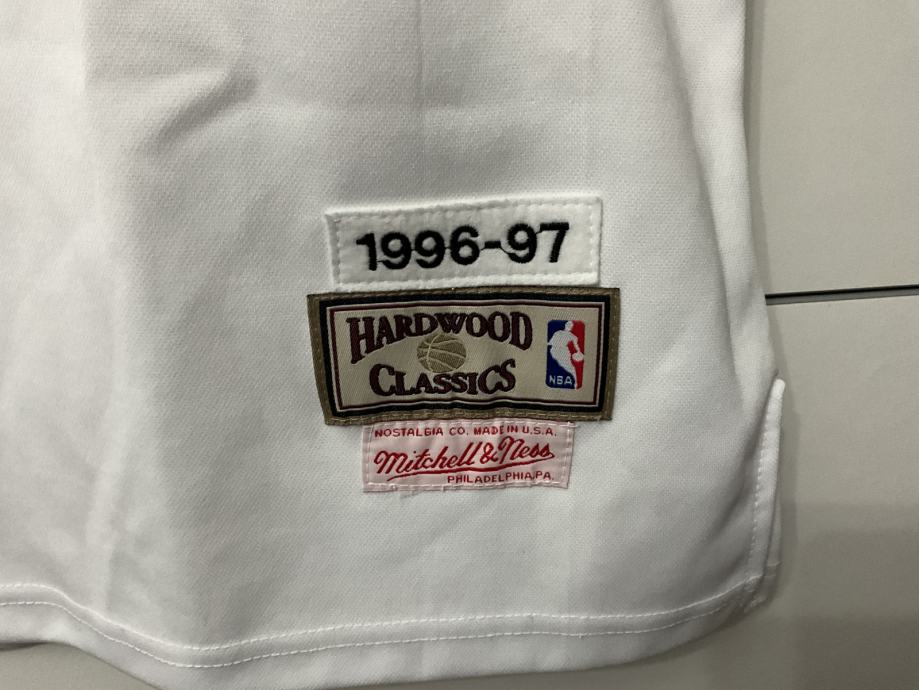 1996-97
HARDWOOD
CLASSICS
NBA
NOSTALGIA CO. MADE IN U.S.A.
Mitchell & Ness
PHILADELPHIA, PA.